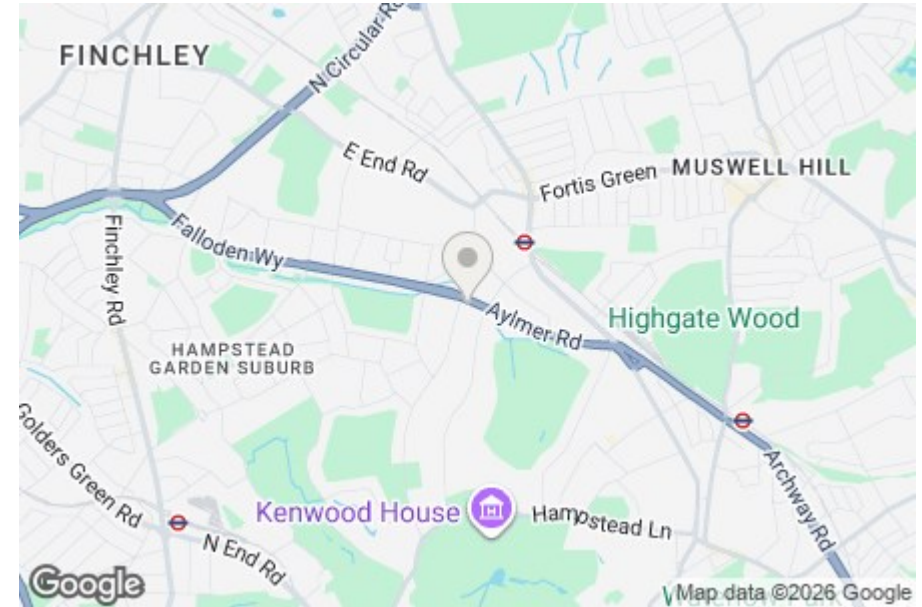 FINCHLEY
N Circular Rd
E End Rd
Fortis Green
MUSWELL HILL
Falloden Wy
Finchley Rd
Aylmer Rd
Highgate Wood
HAMPSTEAD
GARDEN SUBURB
Golders Green Rd
Archway Rd
Kenwood House
H
Hampstead Ln
N End Rd
Google
Map data ©2026 Google